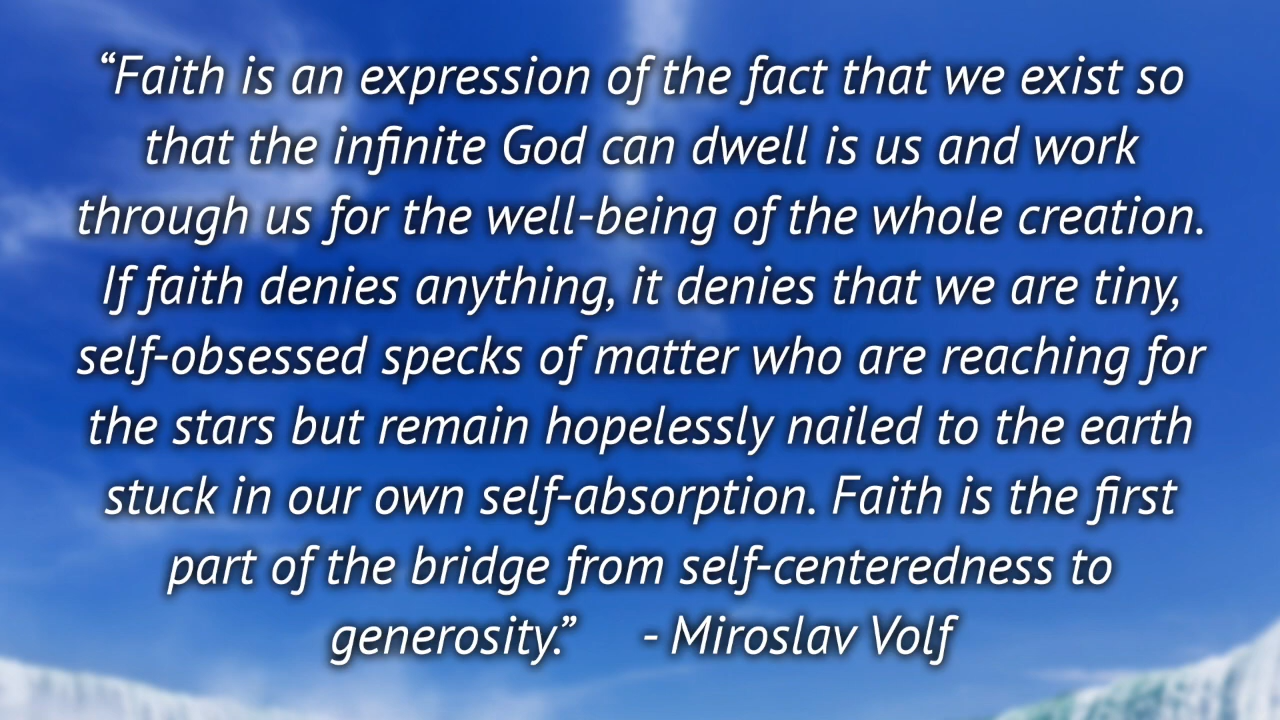 “Faith is an expression of the fact that we exist so
that the infinite God can dwell is us and work
through us for the well-being of the whole creation.
If faith denies anything, it denies that we are tiny,
self-obsessed specks of matter who are reaching for
the stars but remain hopelessly nailed to the earth
stuck in our own self-absorption. Faith is the first
part of the bridge from self-centeredness to
generosity.” - Miroslav Volf